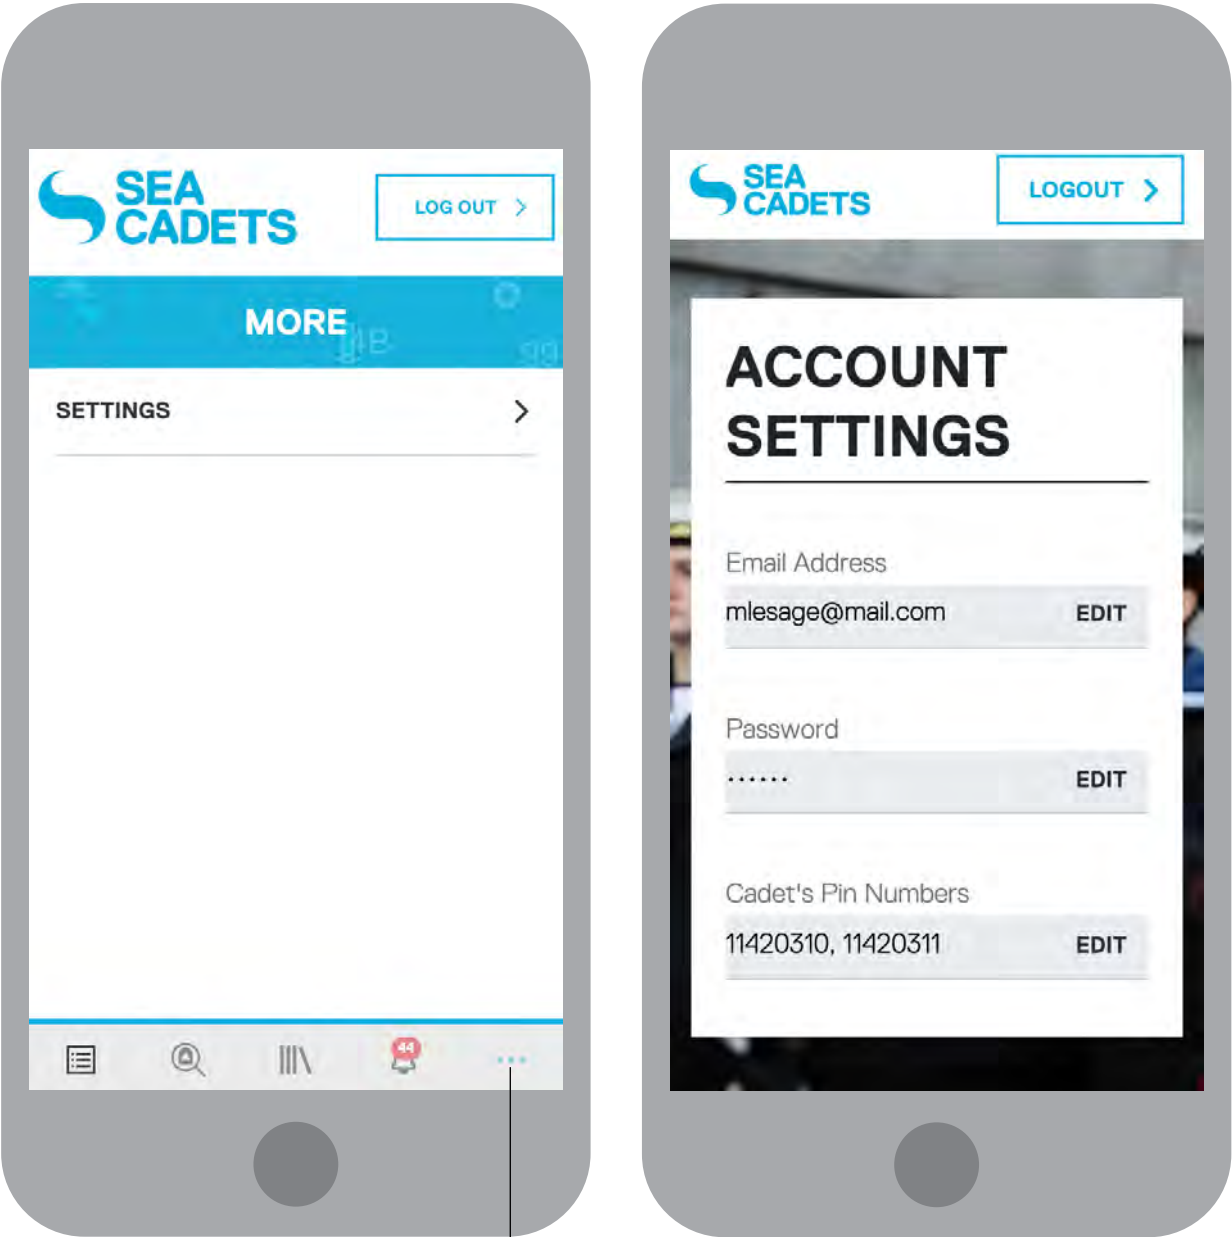 SEA
CADETS
LOG OUT
MORE
SETTINGS
44
SEA
CADETS
LOGOUT
ACCOUNT
SETTINGS
Email Address
mlesage@mail.com EDIT
Password
...... EDIT
Cadet's Pin Numbers
11420310, 11420311 EDIT